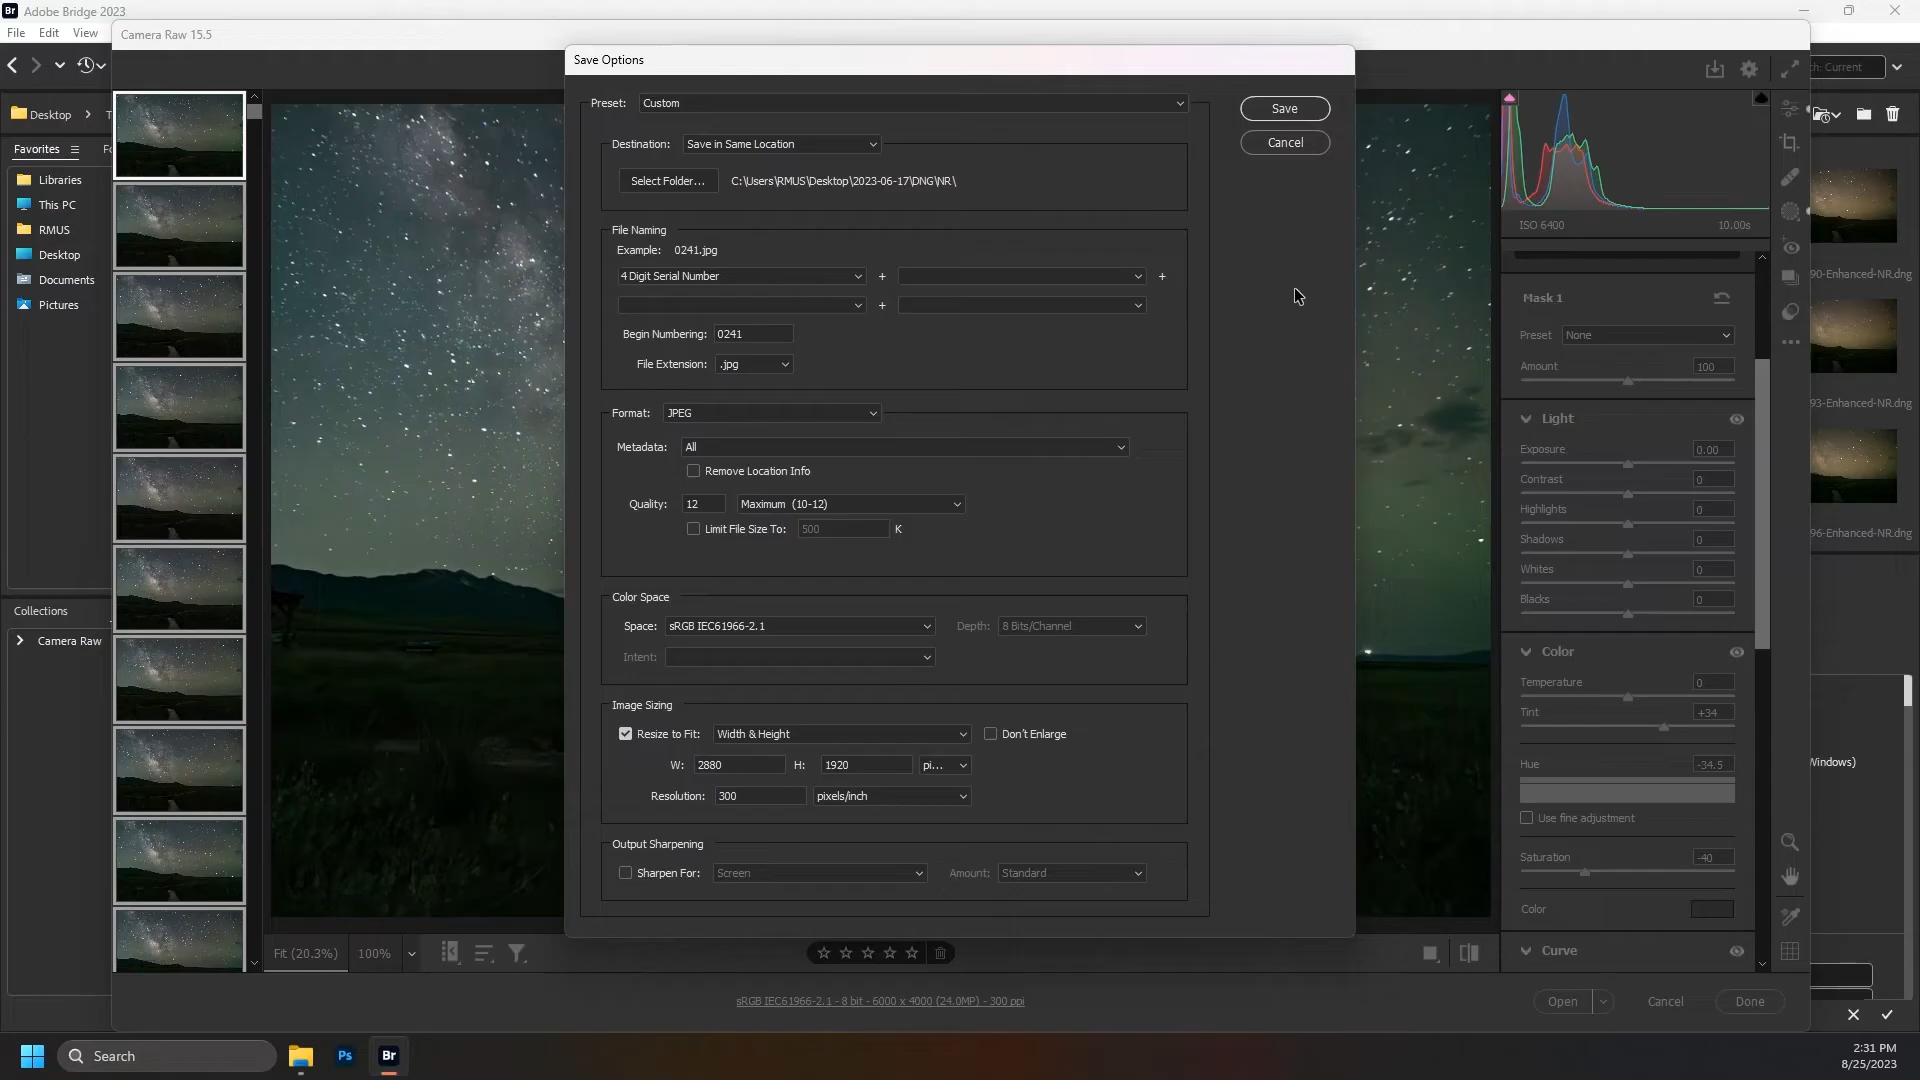 Br Adobe Bridge 2023
File Edit View
Camera Raw 15.5
Save Options
ch: Current
Desktop
Favorites
Libraries
This PC
RMUS
Desktop
Documents
Pictures
Collections
Camera Raw
Preset: Custom
Save
Cancel
Destination: Save in Same Location
Select Folder... C:\Users\RMUS\Desktop\2023-06-17\DNG\NR\
File Naming
Example: 0241.jpg
4 Digit Serial Number + +
+
Begin Numbering: 0241
File Extension: .jpg
Format: JPEG
Metadata: All
Remove Location Info
Quality: 12 Maximum (10-12)
Limit File Size To: 500 K
Color Space
Space: sRGB IEC61966-2.1 Depth: 8 Bits/Channel
Intent:
Image Sizing
Resize to Fit: Width & Height Don't Enlarge
W: 2880 H: 1920 pi...
Resolution: 300 pixels/inch
Output Sharpening
Sharpen For: Screen Amount: Standard
ISO 6400 10.00s
Mask 1
Preset None
Amount 100
Light
Exposure 0.00
Contrast 0
Highlights 0
Shadows 0
Whites 0
Blacks 0
Color
Temperature 0
Tint +34
Hue -34.5
Use fine adjustment
Saturation -40
Color
Curve
90-Enhanced-NR.dng
93-Enhanced-NR.dng
96-Enhanced-NR.dng
Windows)
Fit (20.3%) 100%
sRGB IEC61966-2.1 - 8 bit - 6000 x 4000 (24.0MP) - 300 ppi
Open Cancel Done
Search Ps Br
2:31 PM
8/25/2023